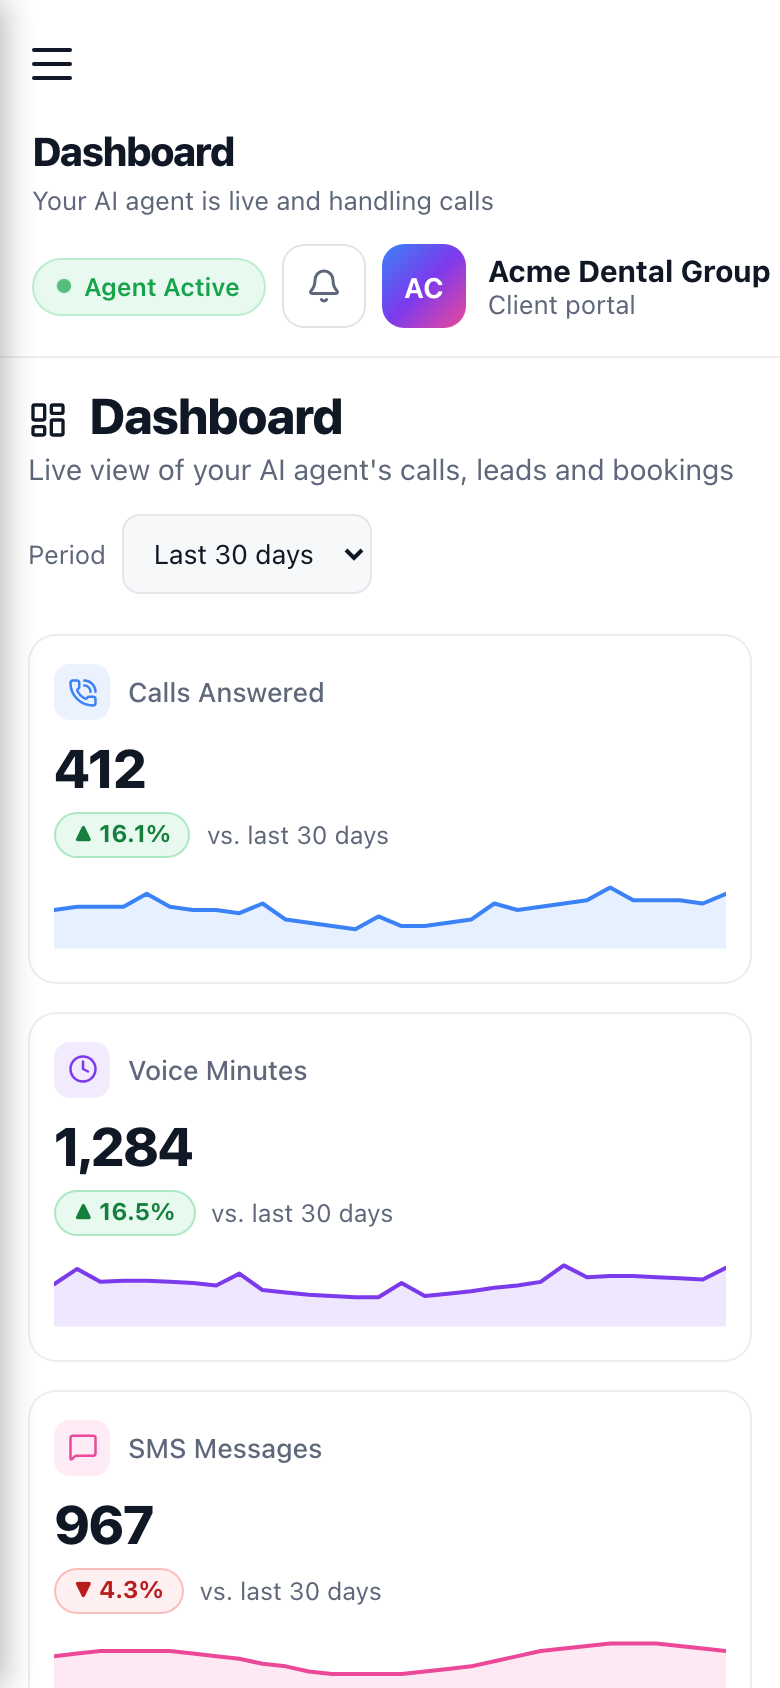 Dashboard
Your AI agent is live and handling calls
Agent Active
AC
Acme Dental Group
Client portal
Dashboard
Live view of your AI agent's calls, leads and bookings
Period
Last 30 days
Calls Answered
412
▲ 16.1% vs. last 30 days
Voice Minutes
1,284
▲ 16.5% vs. last 30 days
SMS Messages
967
▼ 4.3% vs. last 30 days